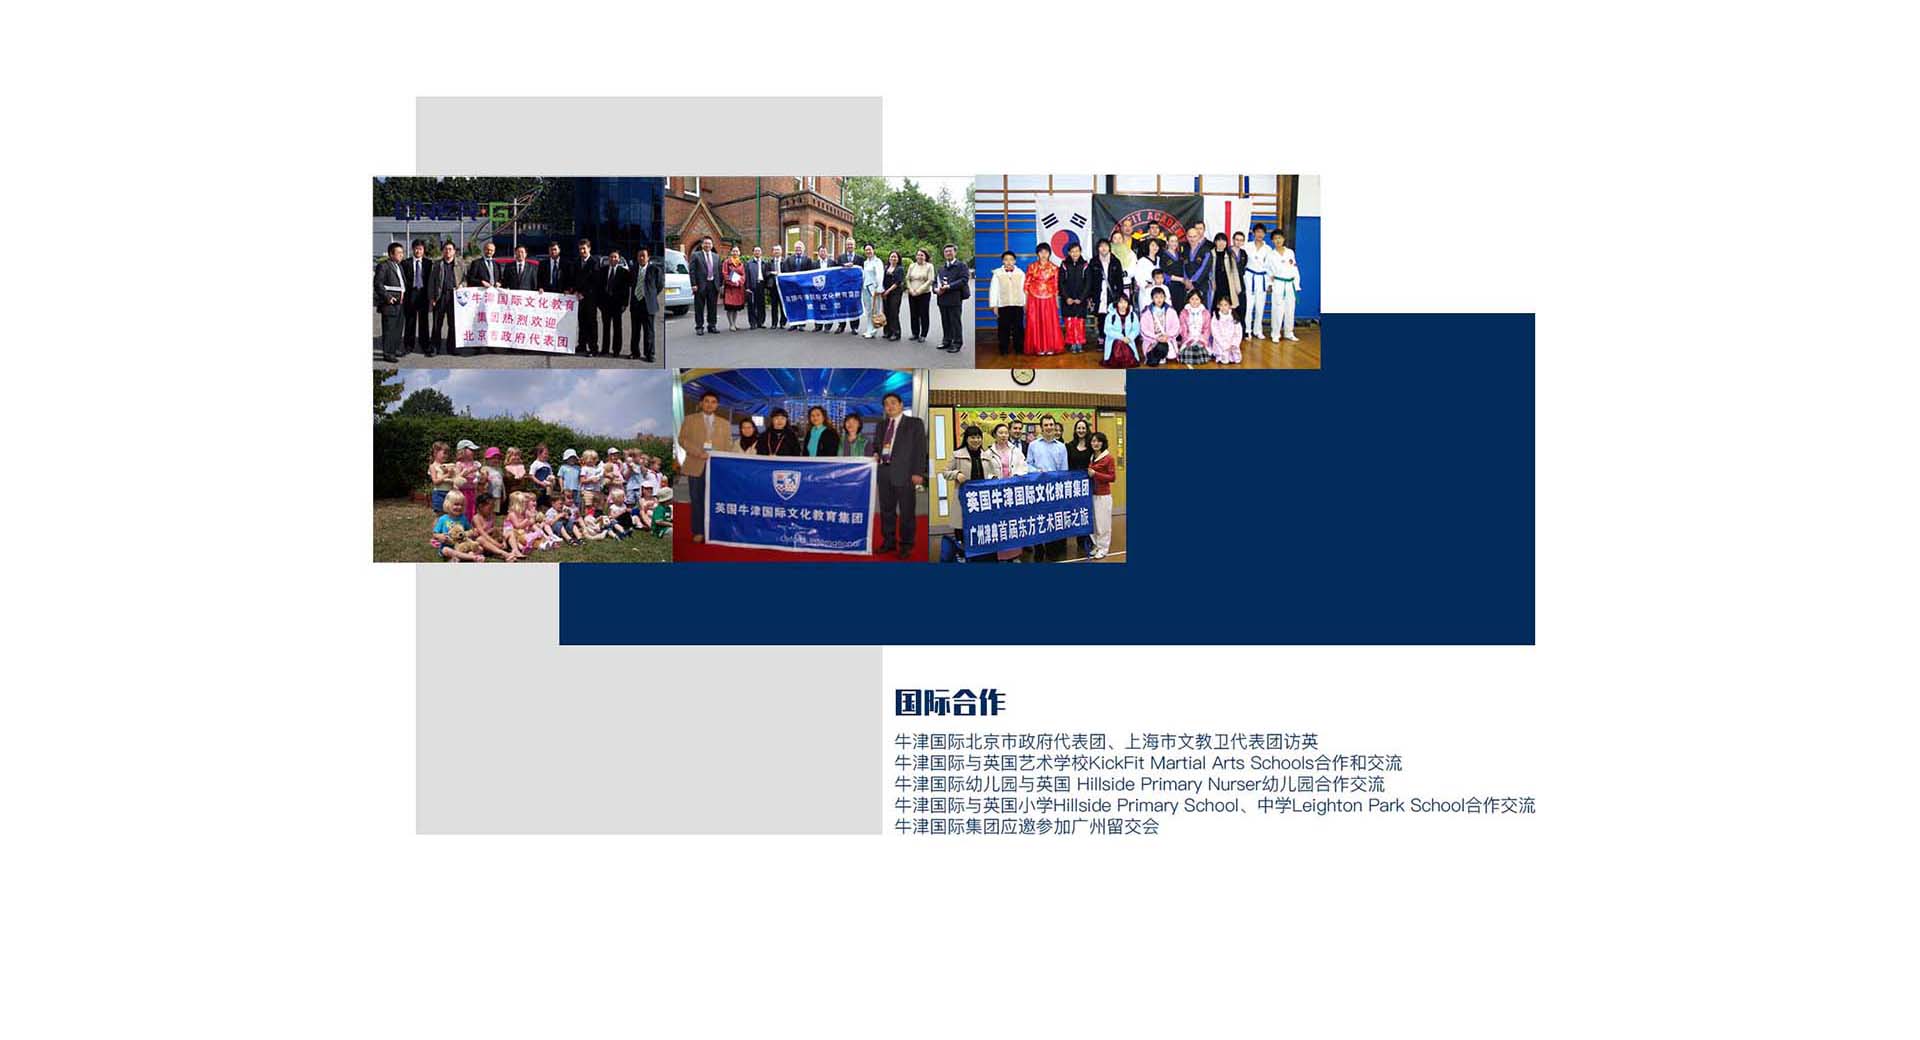 牛津国际文化教育
集团热烈欢迎
北京市政府代表团
英国牛津国际文化教育集团
英国牛津国际文化教育集团
Oxford International
英国牛津国际文化教育集团
广州津典首届东方艺术国际之旅
国际合作
牛津国际北京市政府代表团、上海市文教卫代表团访英
牛津国际与英国艺术学校KickFit Martial Arts Schools合作和交流
牛津国际幼儿园与英国 Hillside Primary Nurser幼儿园合作交流
牛津国际与英国小学Hillside Primary School、中学Leighton Park School合作交流
牛津国际集团应邀参加广州留交会